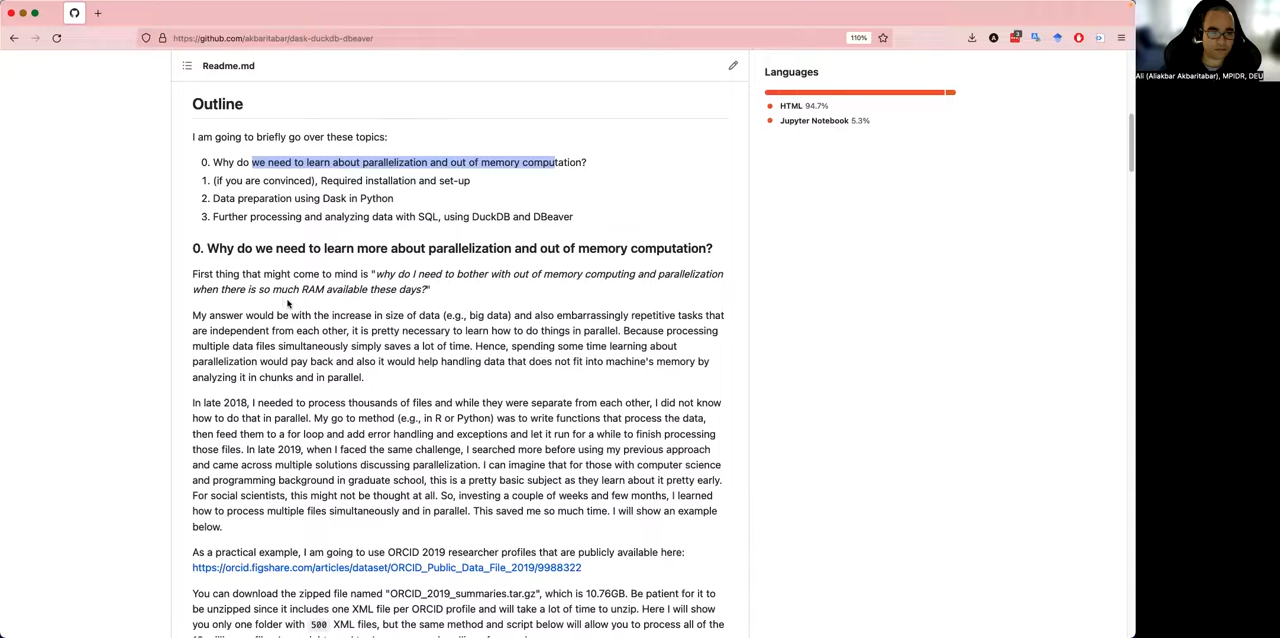 https://github.com/akbaritabar/dask-duckdb-dbeaver
110%
Ali (Aliakbar Akbaritabar), MPIDR, DEU
Readme.md
Outline
I am going to briefly go over these topics:
0. Why do we need to learn about parallelization and out of memory computation?
1. (if you are convinced), Required installation and set-up
2. Data preparation using Dask in Python
3. Further processing and analyzing data with SQL, using DuckDB and DBeaver
0. Why do we need to learn more about parallelization and out of memory computation?
First thing that might come to mind is "why do I need to bother with out of memory computing and parallelization
when there is so much RAM available these days?"
My answer would be with the increase in size of data (e.g., big data) and also embarrassingly repetitive tasks that
are independent from each other, it is pretty necessary to learn how to do things in parallel. Because processing
multiple data files simultaneously simply saves a lot of time. Hence, spending some time learning about
parallelization would pay back and also it would help handling data that does not fit into machine's memory by
analyzing it in chunks and in parallel.
In late 2018, I needed to process thousands of files and while they were separate from each other, I did not know
how to do that in parallel. My go to method (e.g., in R or Python) was to write functions that process the data,
then feed them to a for loop and add error handling and exceptions and let it run for a while to finish processing
those files. In late 2019, when I faced the same challenge, I searched more before using my previous approach
and came across multiple solutions discussing parallelization. I can imagine that for those with computer science
and programming background in graduate school, this is a pretty basic subject as they learn about it pretty early.
For social scientists, this might not be thought at all. So, investing a couple of weeks and few months, I learned
how to process multiple files simultaneously and in parallel. This saved me so much time. I will show an example
below.
As a practical example, I am going to use ORCID 2019 researcher profiles that are publicly available here:
https://orcid.figshare.com/articles/dataset/ORCID_Public_Data_File_2019/9988322
You can download the zipped file named "ORCID_2019_summaries.tar.gz", which is 10.76GB. Be patient for it to
be unzipped since it includes one XML file per ORCID profile and will take a lot of time to unzip. Here I will show
you only one folder with 500 XML files, but the same method and script below will allow you to process all of the
Languages
HTML 94.7%
Jupyter Notebook 5.3%